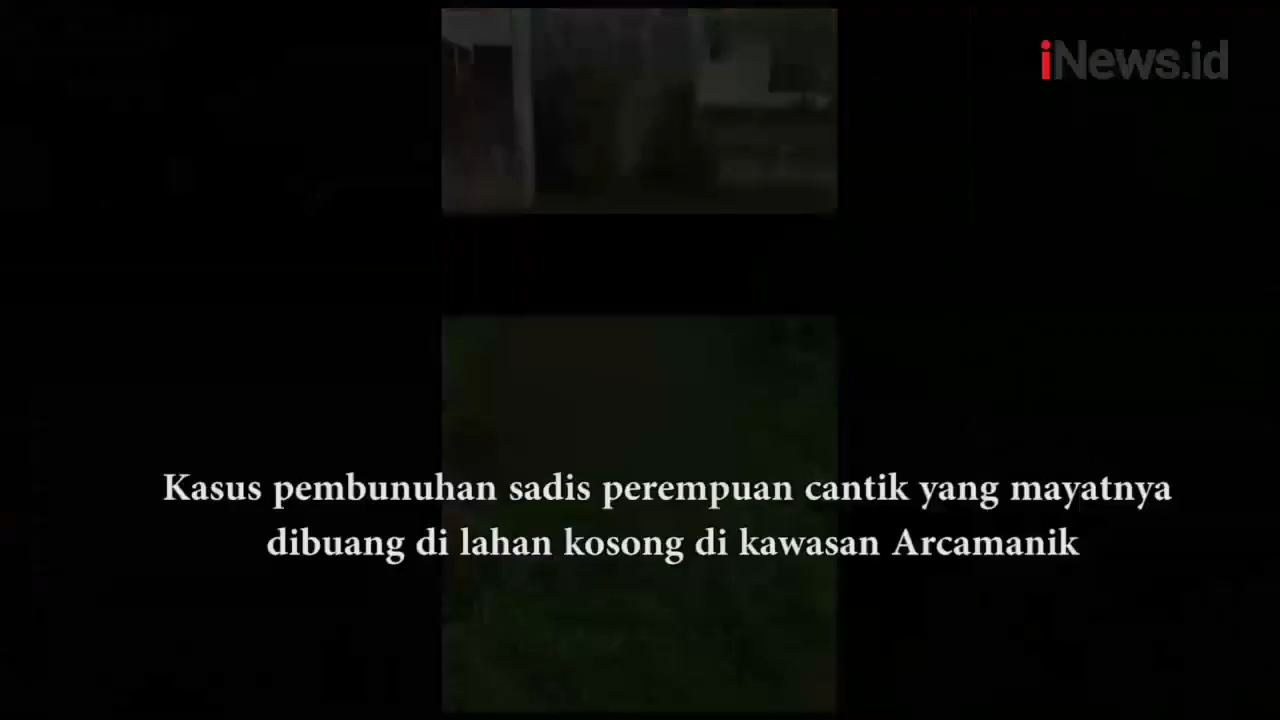 iNews.id
Kasus pembunuhan sadis perempuan cantik yang mayatnya
dibuang di lahan kosong di kawasan Arcamanik